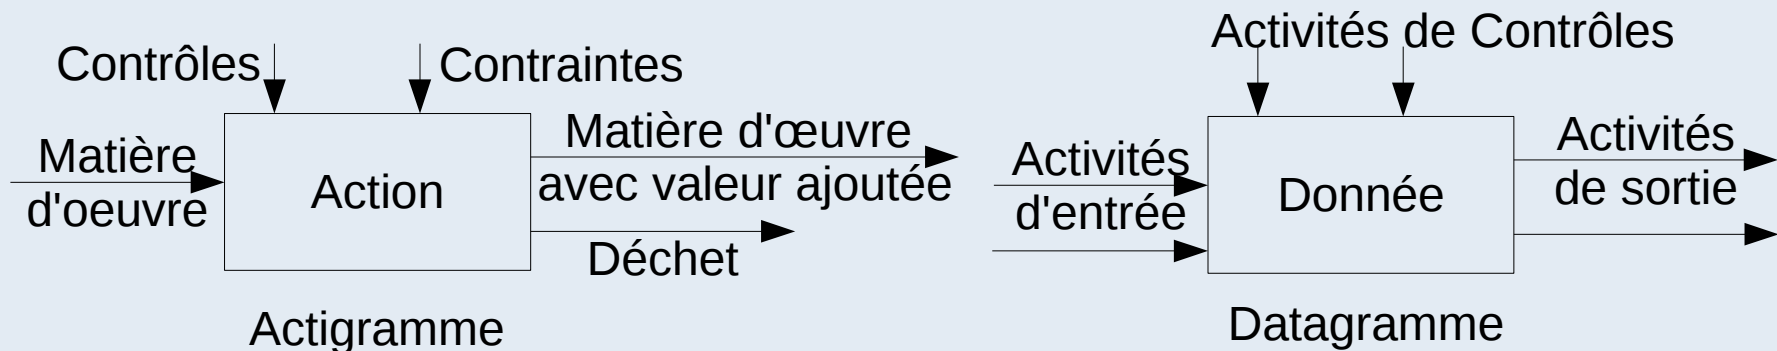 Contrôles
Contraintes
Matière
d'oeuvre
Action
Matière d'œuvre
avec valeur ajoutée
Déchet
Actigramme
Activités de Contrôles
Activités
d'entrée
Donnée
Activités
de sortie
Datagramme